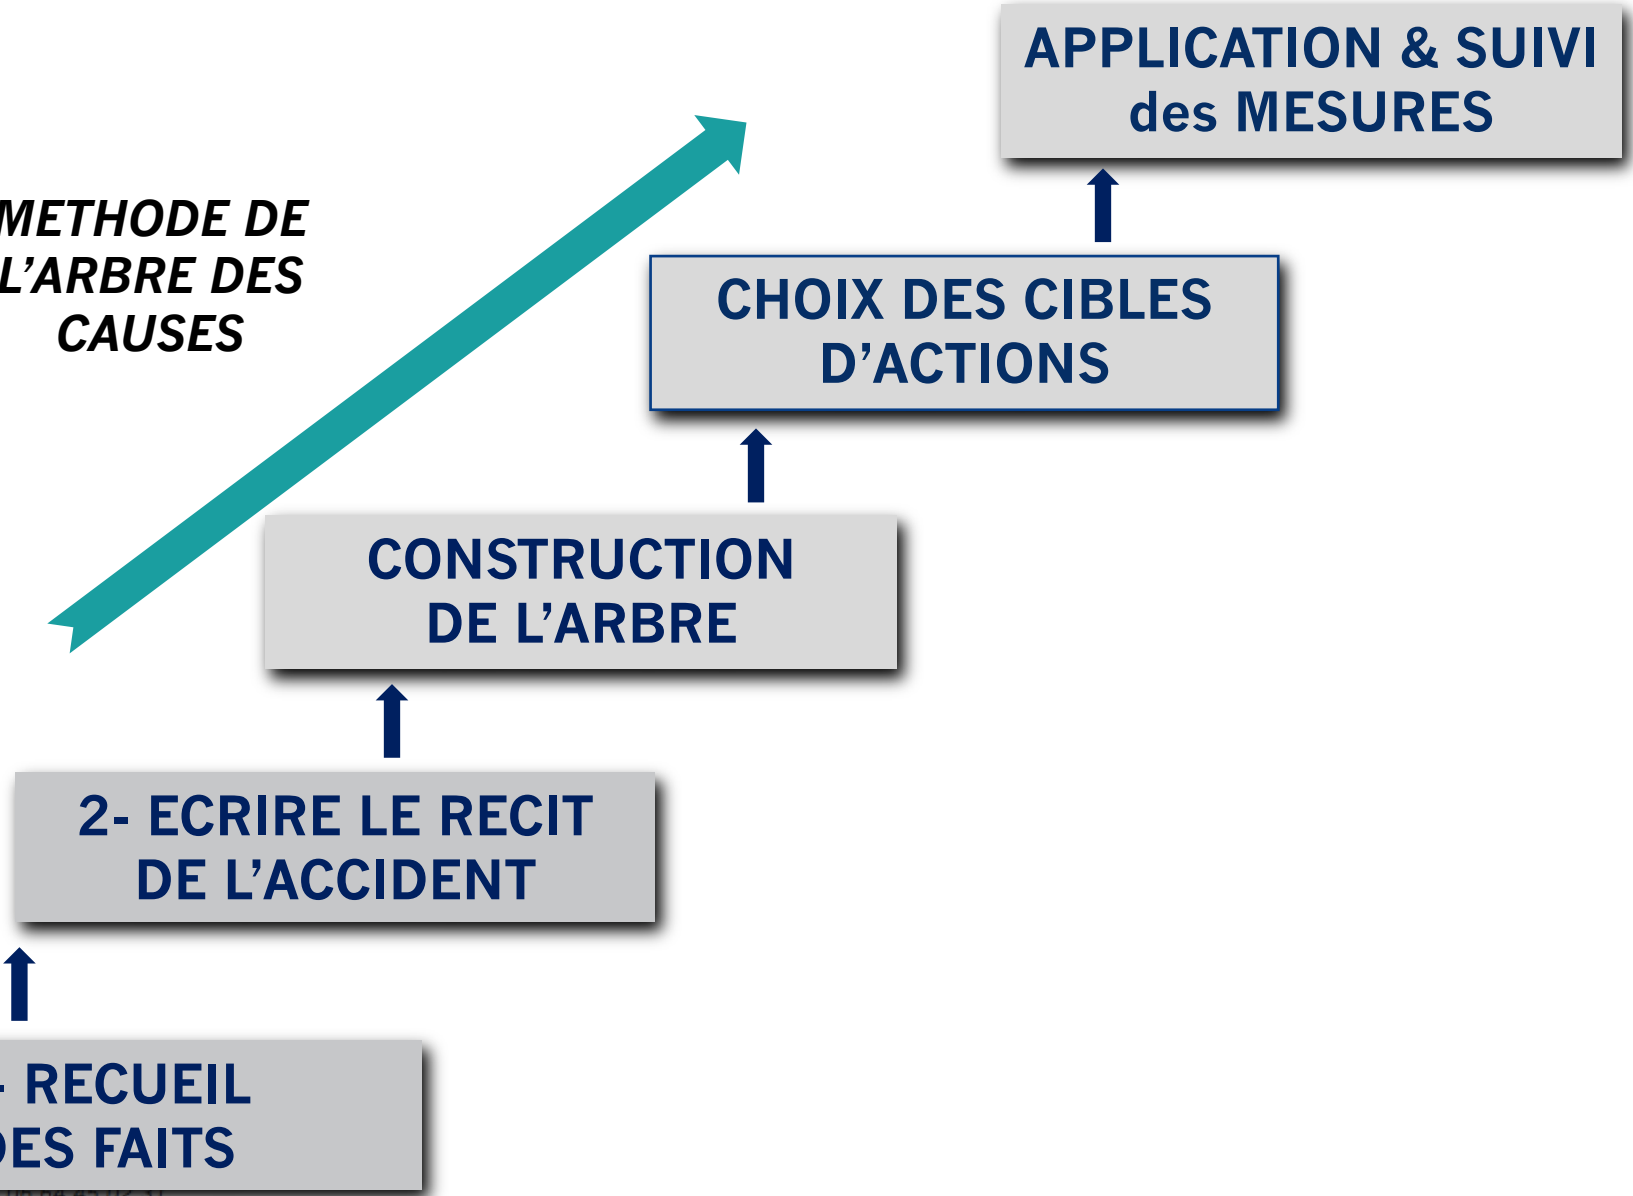 APPLICATION & SUIVI
des MESURES
METHODE DE
L’ARBRE DES
CAUSES
CHOIX DES CIBLES
D’ACTIONS
CONSTRUCTION
DE L’ARBRE
2- ECRIRE LE RECIT
DE L’ACCIDENT
- RECUEIL
DES FAITS